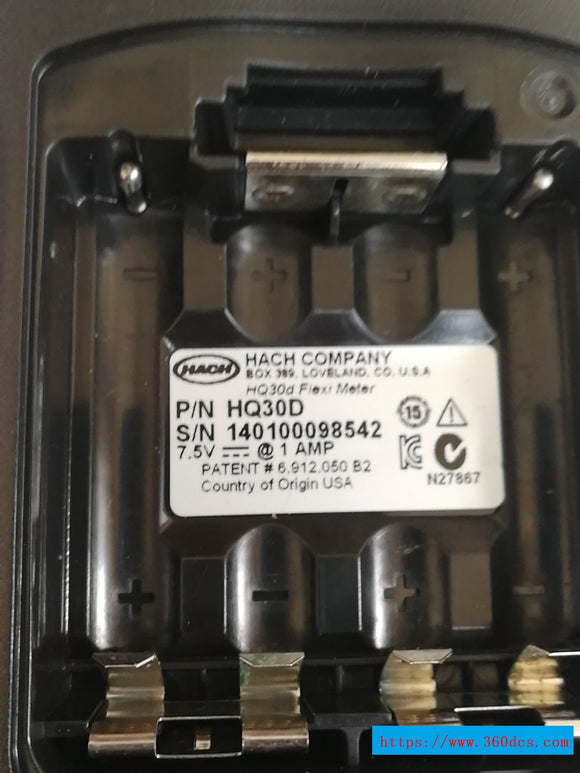 HACH
HACH COMPANY
BOX 389, LOVELAND, CO. U.S.A
HQ30d Flexi Meter
P/N HQ30D
S/N 140100098542
7.5V ⎓ @ 1 AMP
PATENT # 6,912,050 B2
Country of Origin USA
15
N27867
https://www.360dcs.com